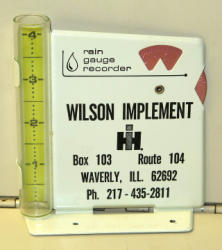 rain
gauge
recorder
WILSON IMPLEMENT
IH
Box 103 Route 104
WAVERLY, ILL. 62692
Ph. 217-435-2811
4
3
2
1